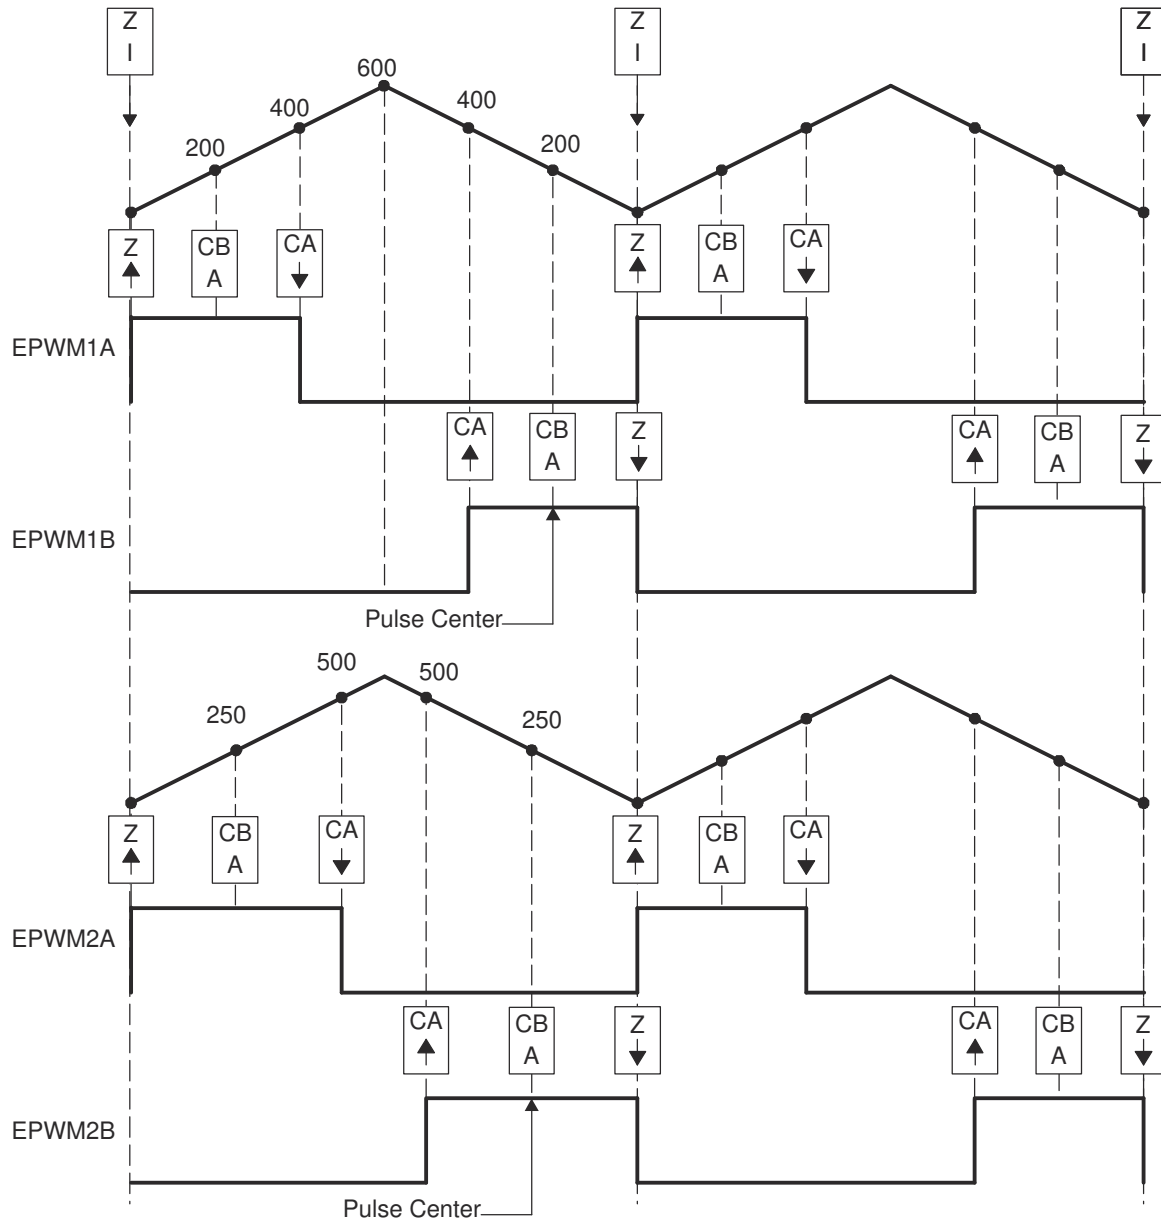 Z Z Z
I I I
600
400 400
200 200
Z CB CA Z CB CA
A A
EPWM1A
CA CB Z CA CB Z
A A
EPWM1B
Pulse Center
500 500
250 250
Z CB CA Z CB CA
A A
EPWM2A
CA CB Z CA CB Z
A A
EPWM2B
Pulse Center